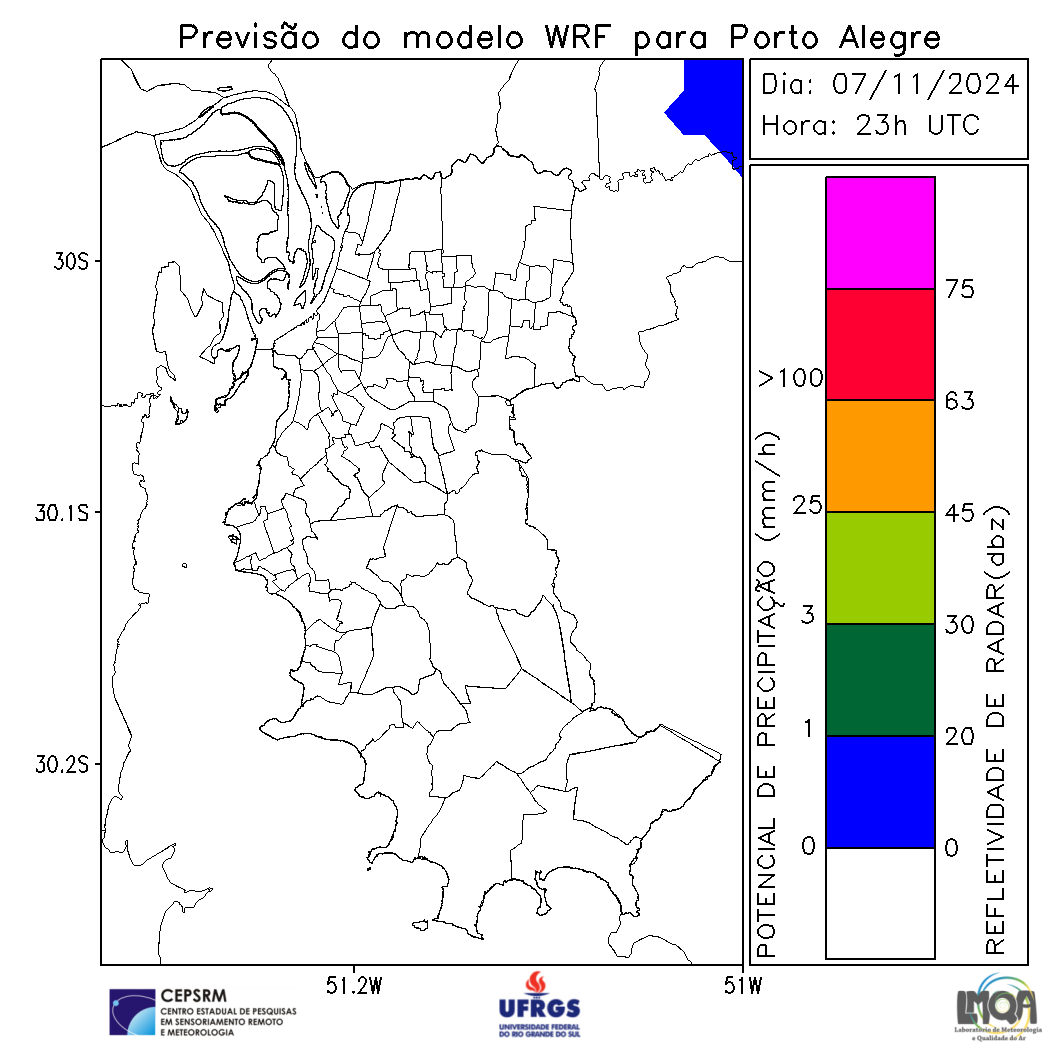 Previsão do modelo WRF para Porto Alegre
Dia: 07/11/2024
Hora: 23h UTC
30S
30.1S
30.2S
51.2W
51W
POTENCIAL DE PRECIPITAÇÃO (mm/h)
>100
25
3
1
0
75
63
45
30
20
0
REFLETIVIDADE DE RADAR(dbz)
CEPSRM
CENTRO ESTADUAL DE PESQUISAS
EM SENSORIAMENTO REMOTO
E METEOROLOGIA
UFRGS
UNIVERSIDADE FEDERAL
DO RIO GRANDE DO SUL
LMQA
Laboratório de Meteorologia
e Qualidade do Ar